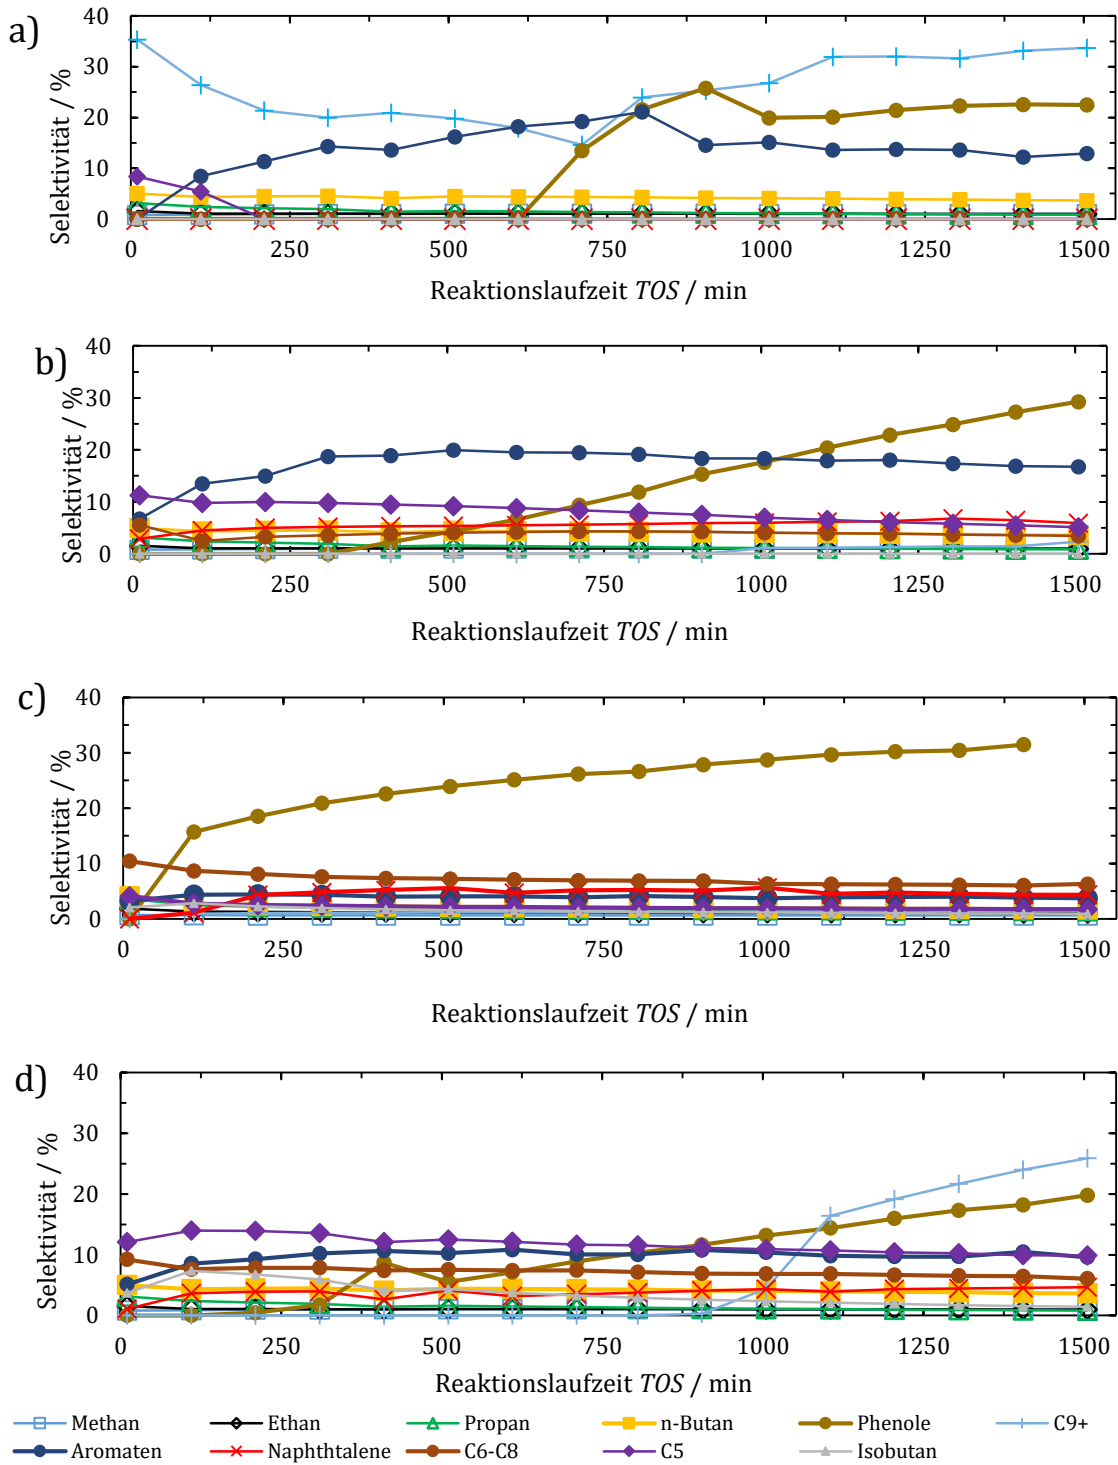 a)
Selektivität / %
40
30
20
10
0
0 250 500 750 1000 1250 1500
Reaktionslaufzeit TOS / min
b)
Selektivität / %
40
30
20
10
0
0 250 500 750 1000 1250 1500
Reaktionslaufzeit TOS / min
c)
Selektivität / %
40
30
20
10
0
0 250 500 750 1000 1250 1500
Reaktionslaufzeit TOS / min
d)
Selektivität / %
40
30
20
10
0
0 250 500 750 1000 1250 1500
Reaktionslaufzeit TOS / min
Methan Ethan Propan n-Butan Phenole C9+
Aromaten Naphthtalene C6-C8 C5 Isobutan